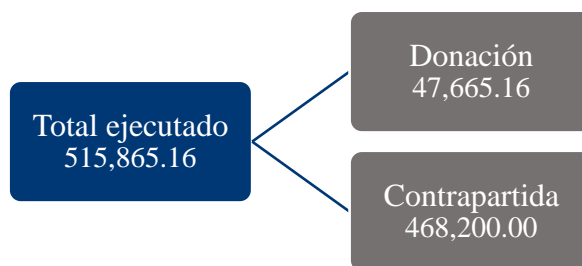 Total ejecutado
515,865.16
Donación
47,665.16
Contrapartida
468,200.00